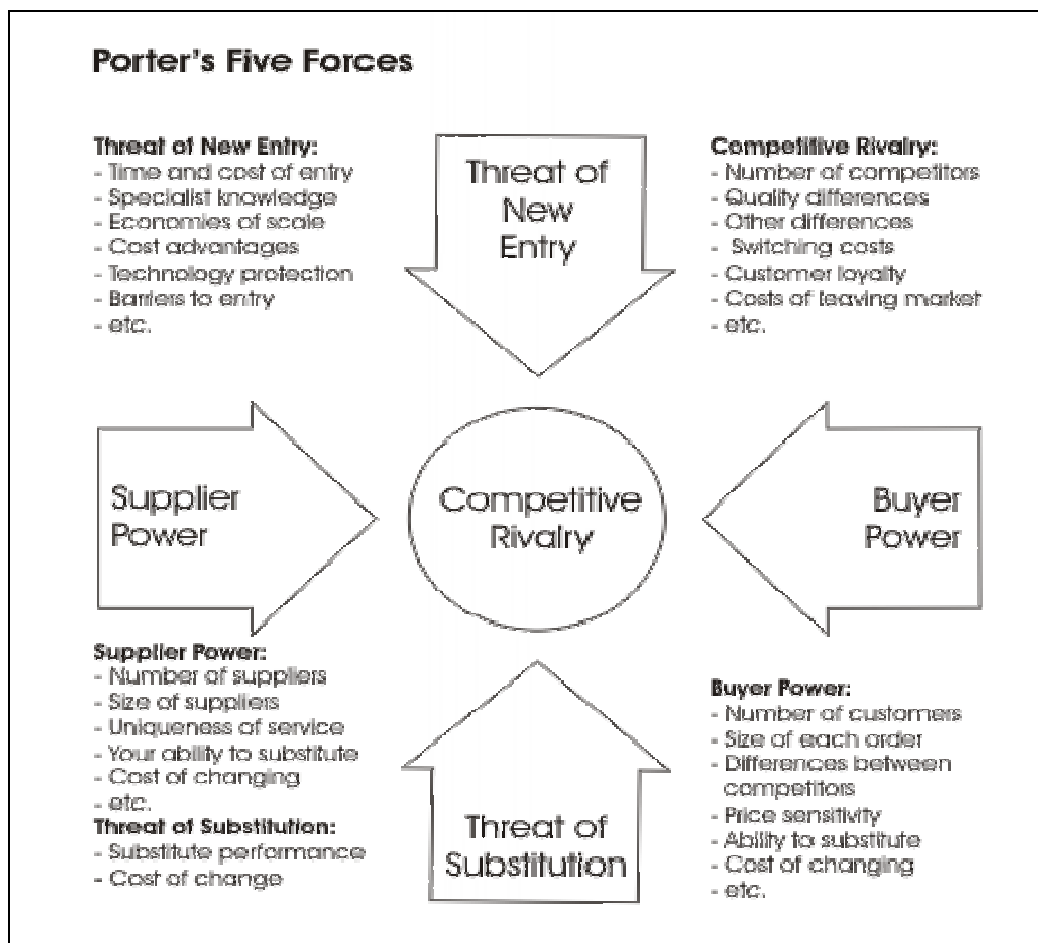 Porter's Five Forces
Threat of New Entry:
- Time and cost of entry
- Specialist knowledge
- Economies of scale
- Cost advantages
- Technology protection
- Barriers to entry
- etc.
Threat of
New
Entry
Competitive Rivalry:
- Number of competitors
- Quality differences
- Other differences
- Switching costs
- Customer loyalty
- Costs of leaving market
- etc.
Supplier
Power
Competitive
Rivalry
Buyer
Power
Supplier Power:
- Number of suppliers
- Size of suppliers
- Uniqueness of service
- Your ability to substitute
- Cost of changing
- etc.
Threat of Substitution:
- Substitute performance
- Cost of change
Threat of
Substitution
Buyer Power:
- Number of customers
- Size of each order
- Differences between
competitors
- Price sensitivity
- Ability to substitute
- Cost of changing
- etc.